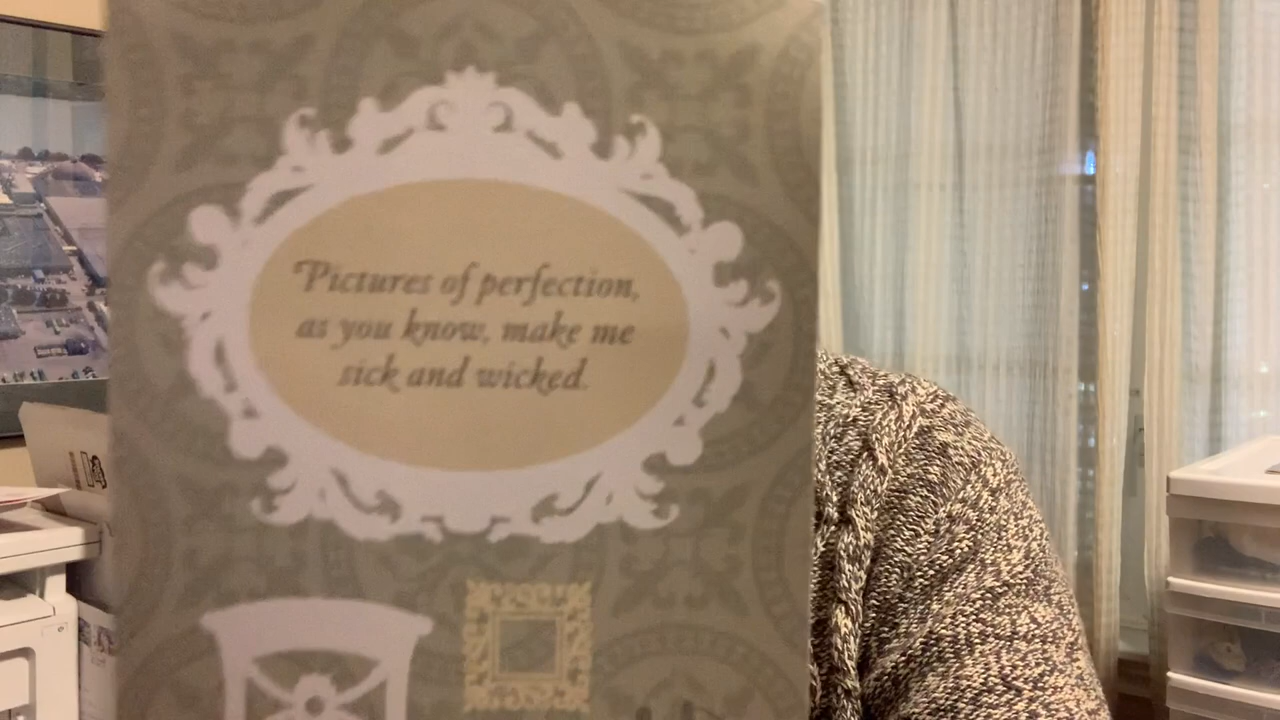 Pictures of perfection,
as you know, make me
sick and wicked.